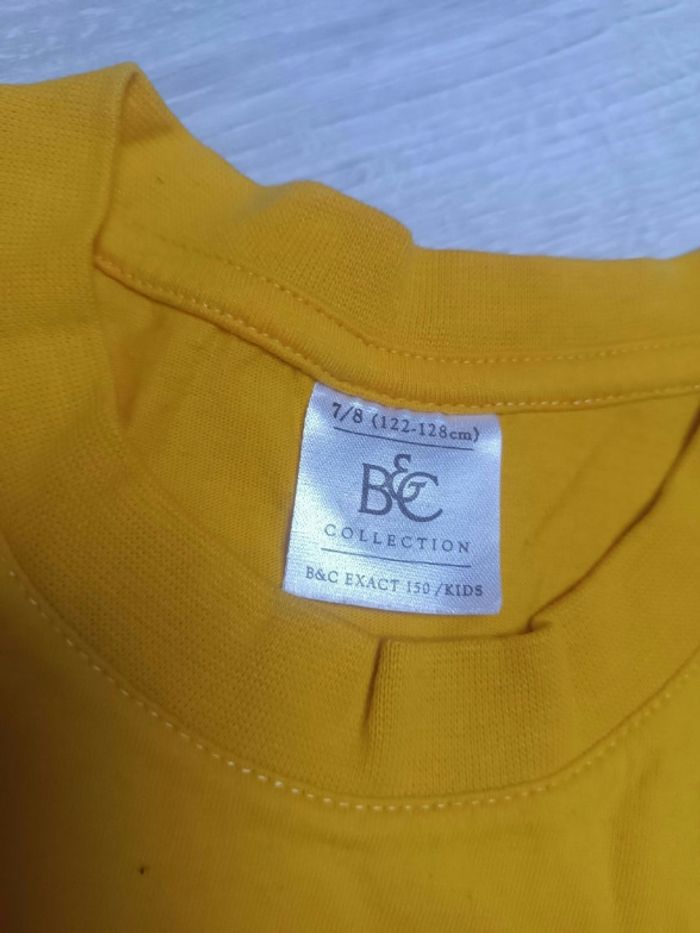 7/8 (122-128cm)
B&C
COLLECTION
B&C EXACT 150/KIDS